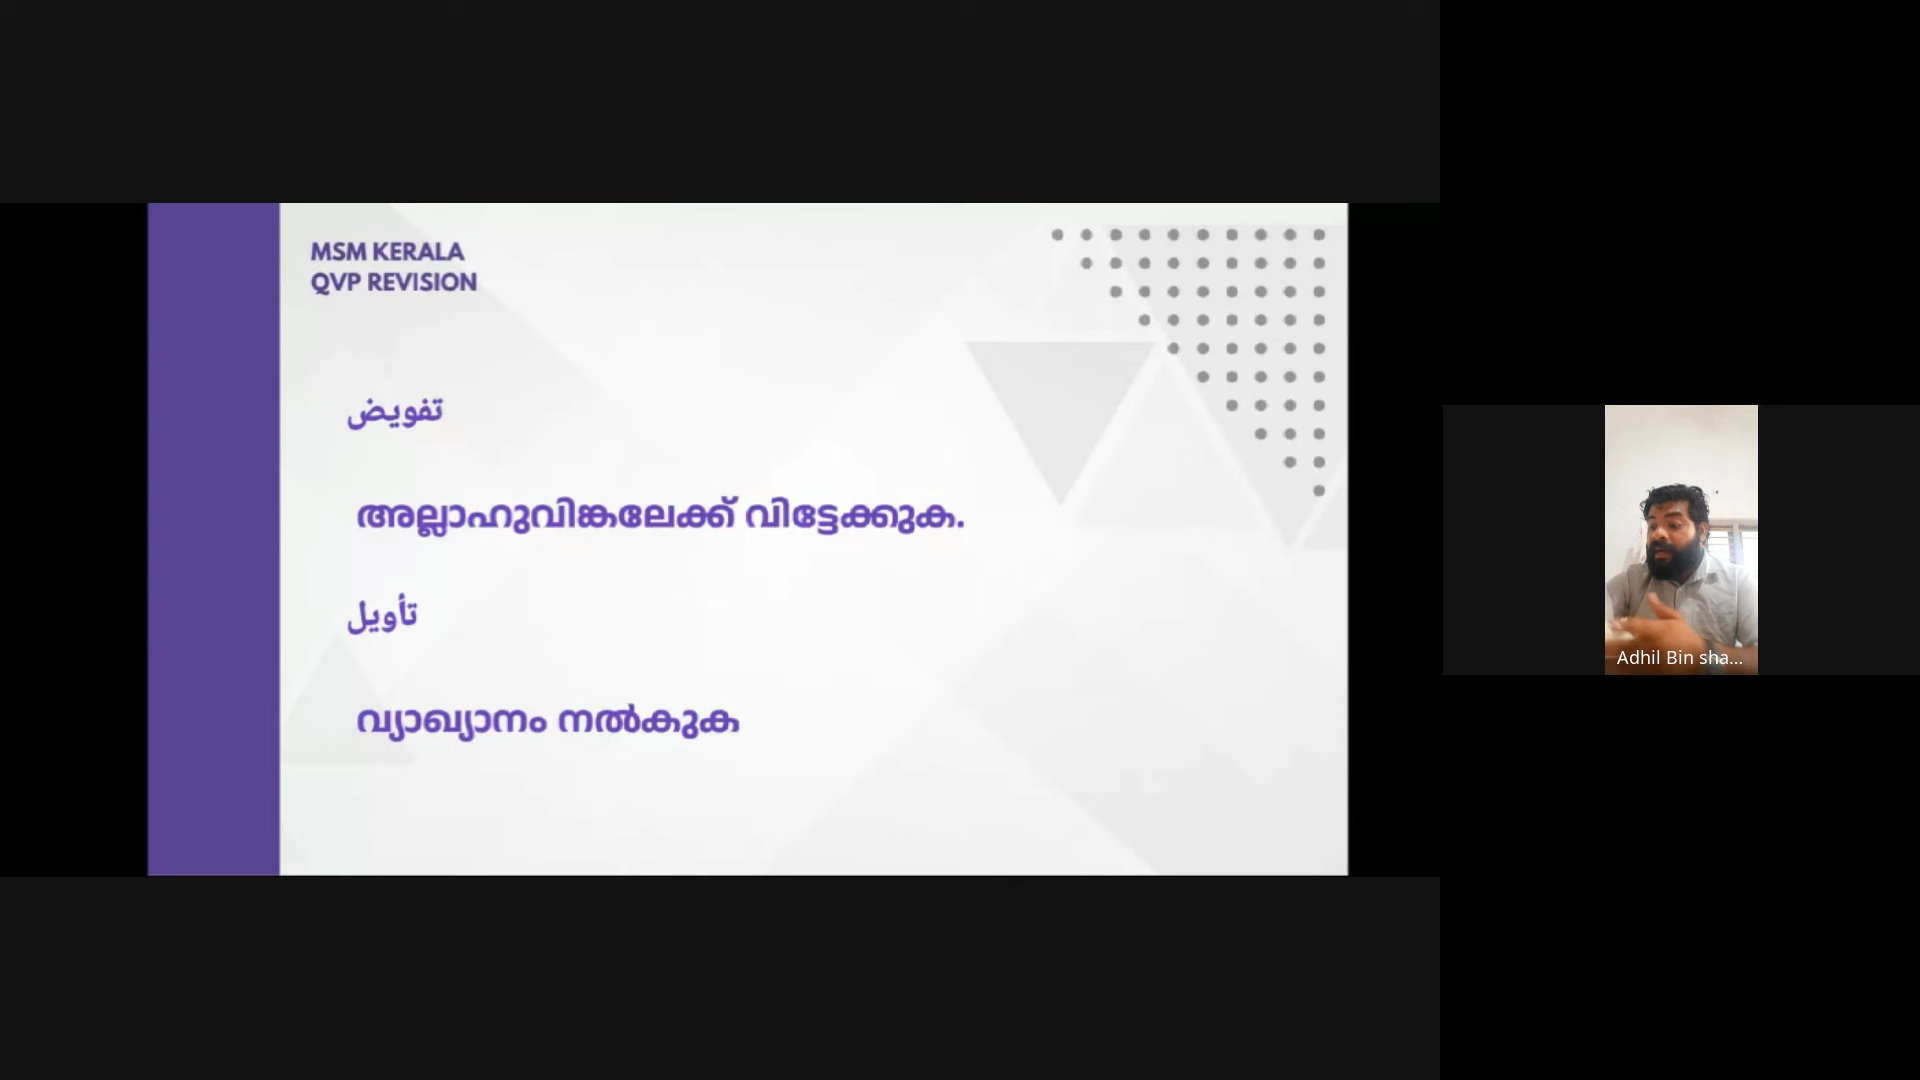 MSM KERALA
QVP REVISION
تفويض
അല്ലാഹുവിങ്കലേക്ക് വിട്ടേക്കുക.
تأويل
വ്യാഖ്യാനം നൽകുക
Adhil Bin sha...